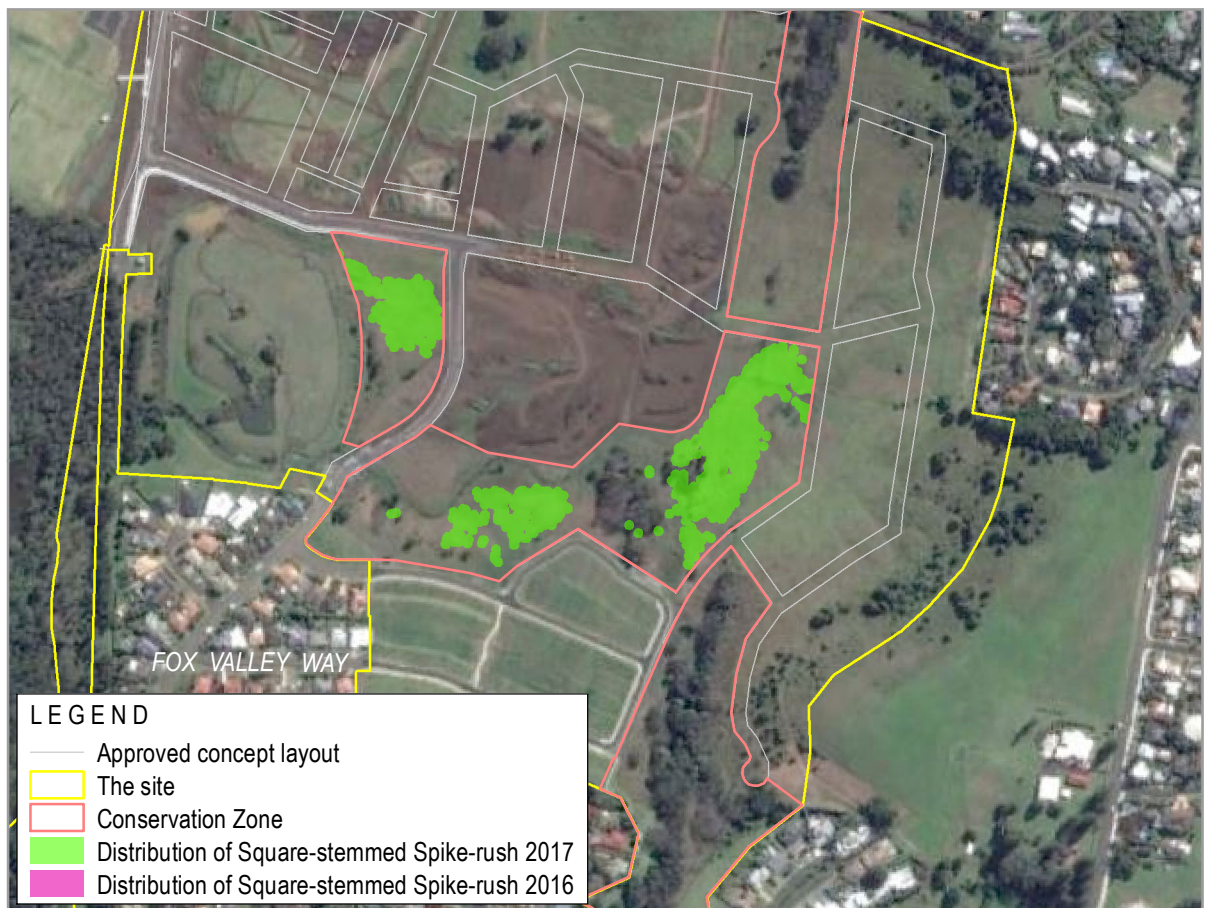 FOX VALLEY WAY
LEGEND
Approved concept layout
The site
Conservation Zone
Distribution of Square-stemmed Spike-rush 2017
Distribution of Square-stemmed Spike-rush 2016